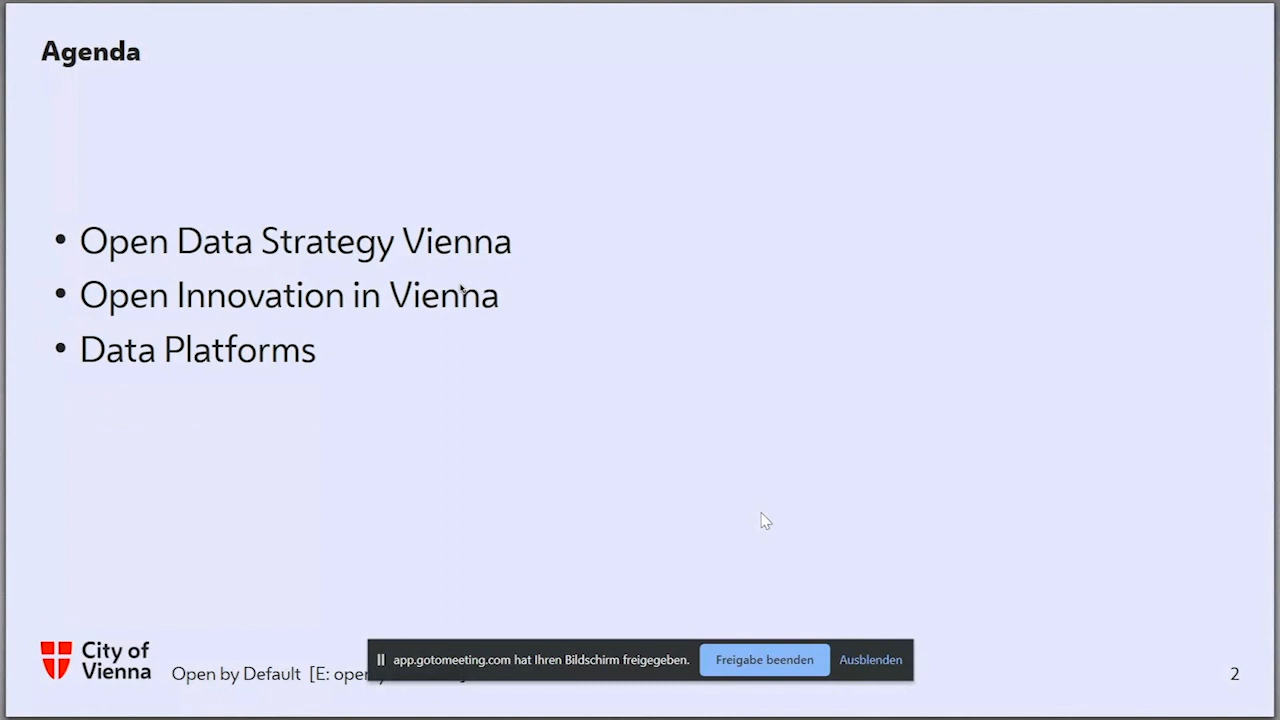 Agenda
• Open Data Strategy Vienna
• Open Innovation in Vienna
• Data Platforms
City of
Vienna
Open by Default [E:
app.gotomeeting.com hat Ihren Bildschirm freigegeben.
Freigabe beenden
Ausblenden
2